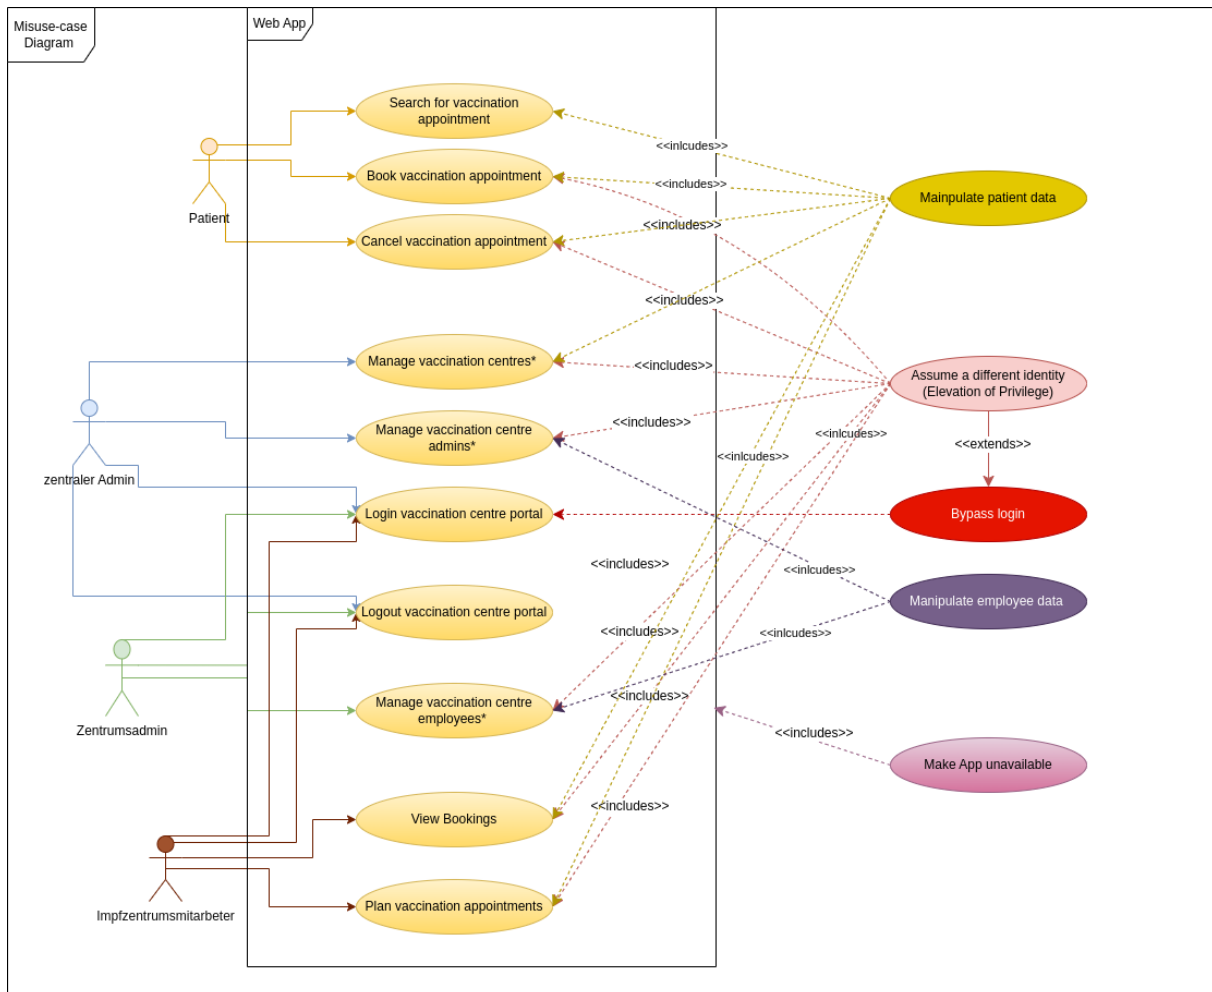 Misuse-case
Diagram
Web App
Search for vaccination
appointment
<<inlcudes>>
Book vaccination appointment
<<includes>>
Mainpulate patient data
Patient
<<includes>>
Cancel vaccination appointment
<<includes>>
Manage vaccination centres*
<<includes>>
Assume a different identity
(Elevation of Privilege)
Manage vaccination centre
admins*
<<includes>>
<<inlcudes>>
<<extends>>
<<inlcudes>>
zentraler Admin
Login vaccination centre portal
Bypass login
<<includes>>
<<inlcudes>>
Logout vaccination centre portal
Manipulate employee data
<<includes>>
<<inlcudes>>
Zentrumsadmin
Manage vaccination centre
employees*
<<includes>>
<<includes>>
Make App unavailable
<<includes>>
View Bookings
Plan vaccination appointments
Impfzentrumsmitarbeter